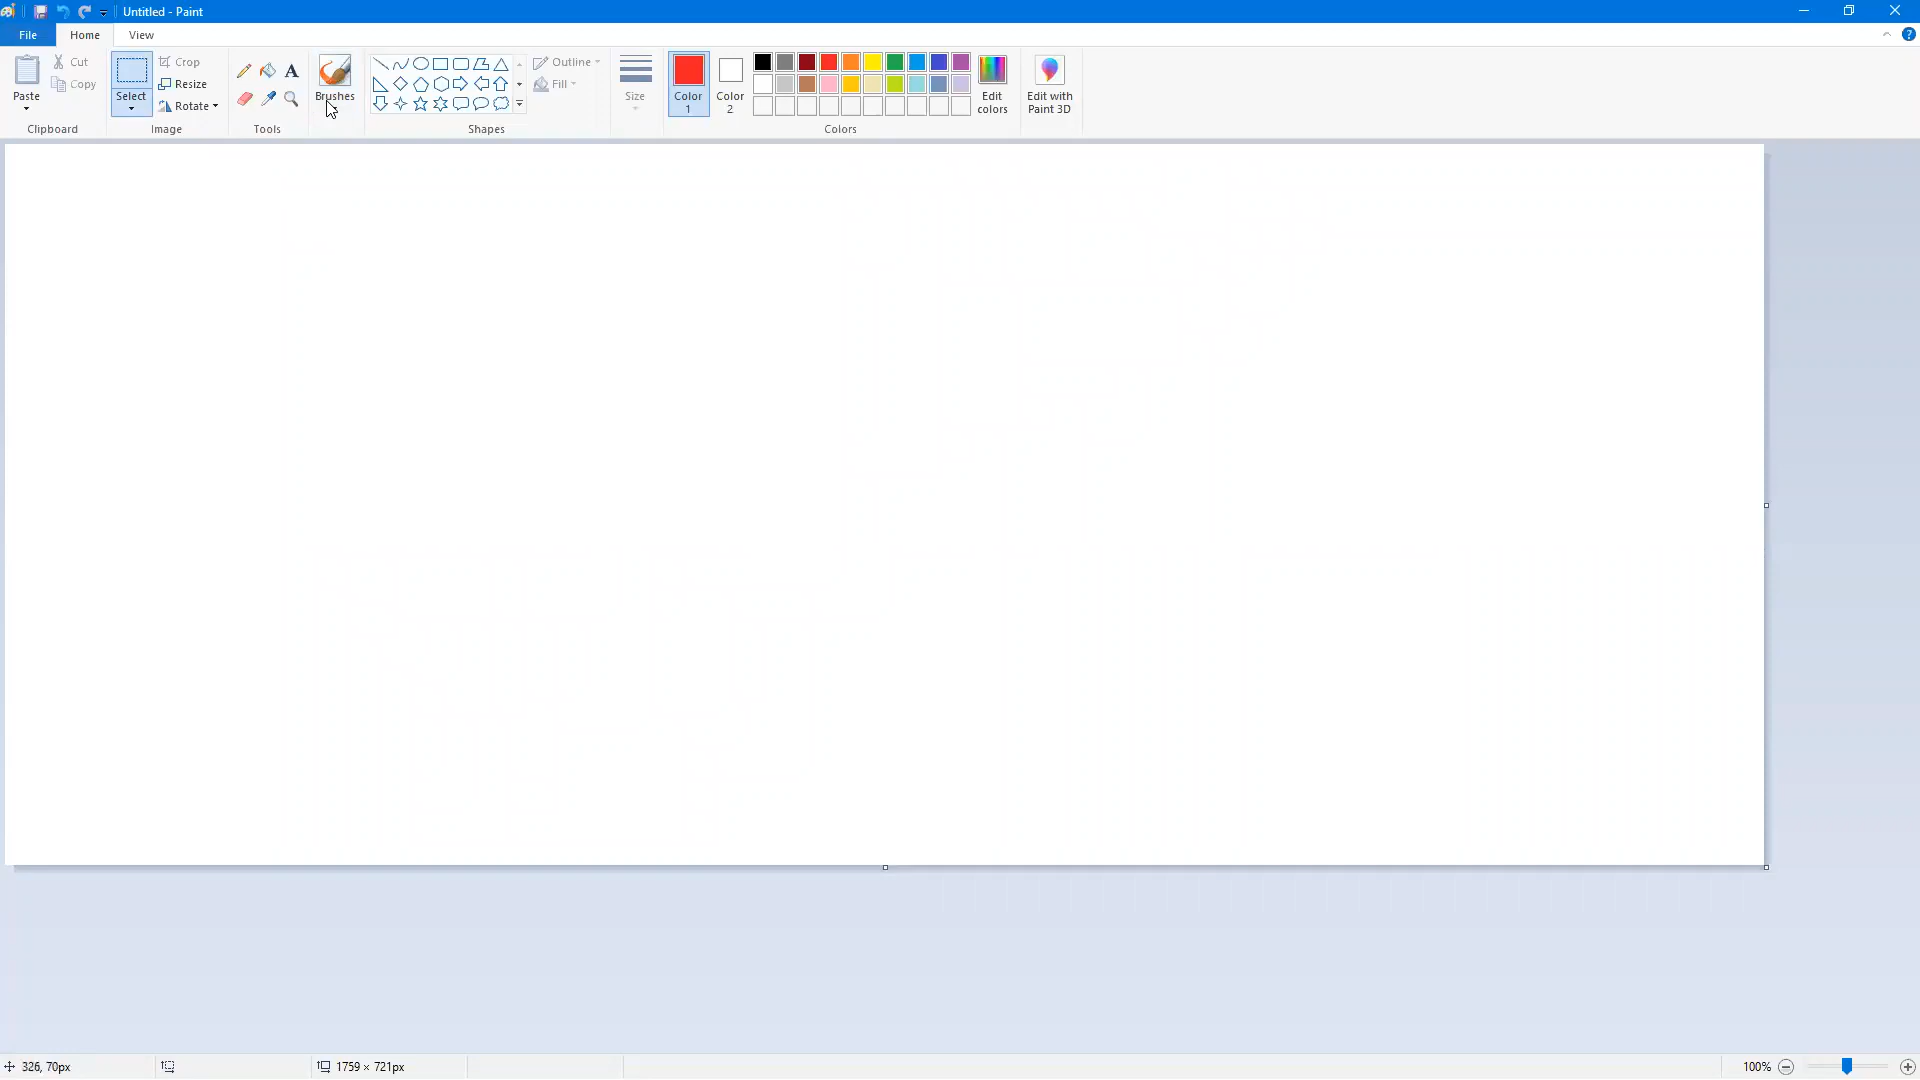 Untitled - Paint
File Home View
Cut
Copy
Paste
Clipboard
Select
Crop
Resize
Rotate
Image
A
Tools
Brushes
Shapes
Outline
Fill
Size
Color 1
Color 2
Colors
Edit colors
Edit with Paint 3D
326, 70px
1759 × 721px
100%